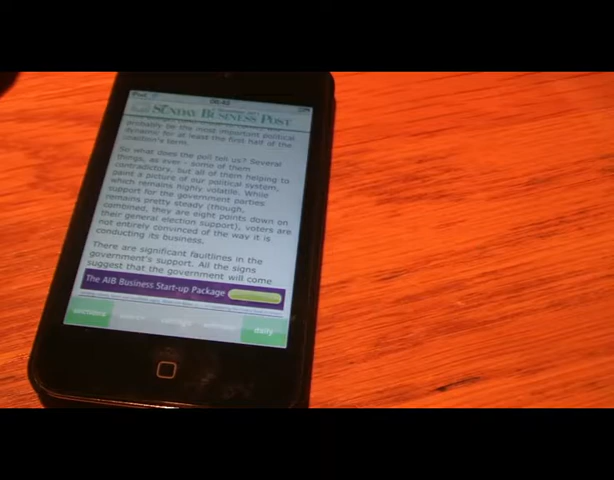 iPod
06:42
SUNDAY BUSINESS POST
probably be the most important political
dynamic for at least the first half of the
coalition's term.
So what does the poll tell us? Several
things, as ever - some of them
contradictory, but all of them helping to
paint a picture of our political system,
which remains highly volatile. While
support for the government parties
remains pretty steady (though,
combined, they are eight points down on
their general election support), voters are
not entirely convinced of the way it is
conducting its business.
There are significant faultlines in the
government's support. All the signs
suggest that the government will come
The AIB Business Start-up Package
sections
daily